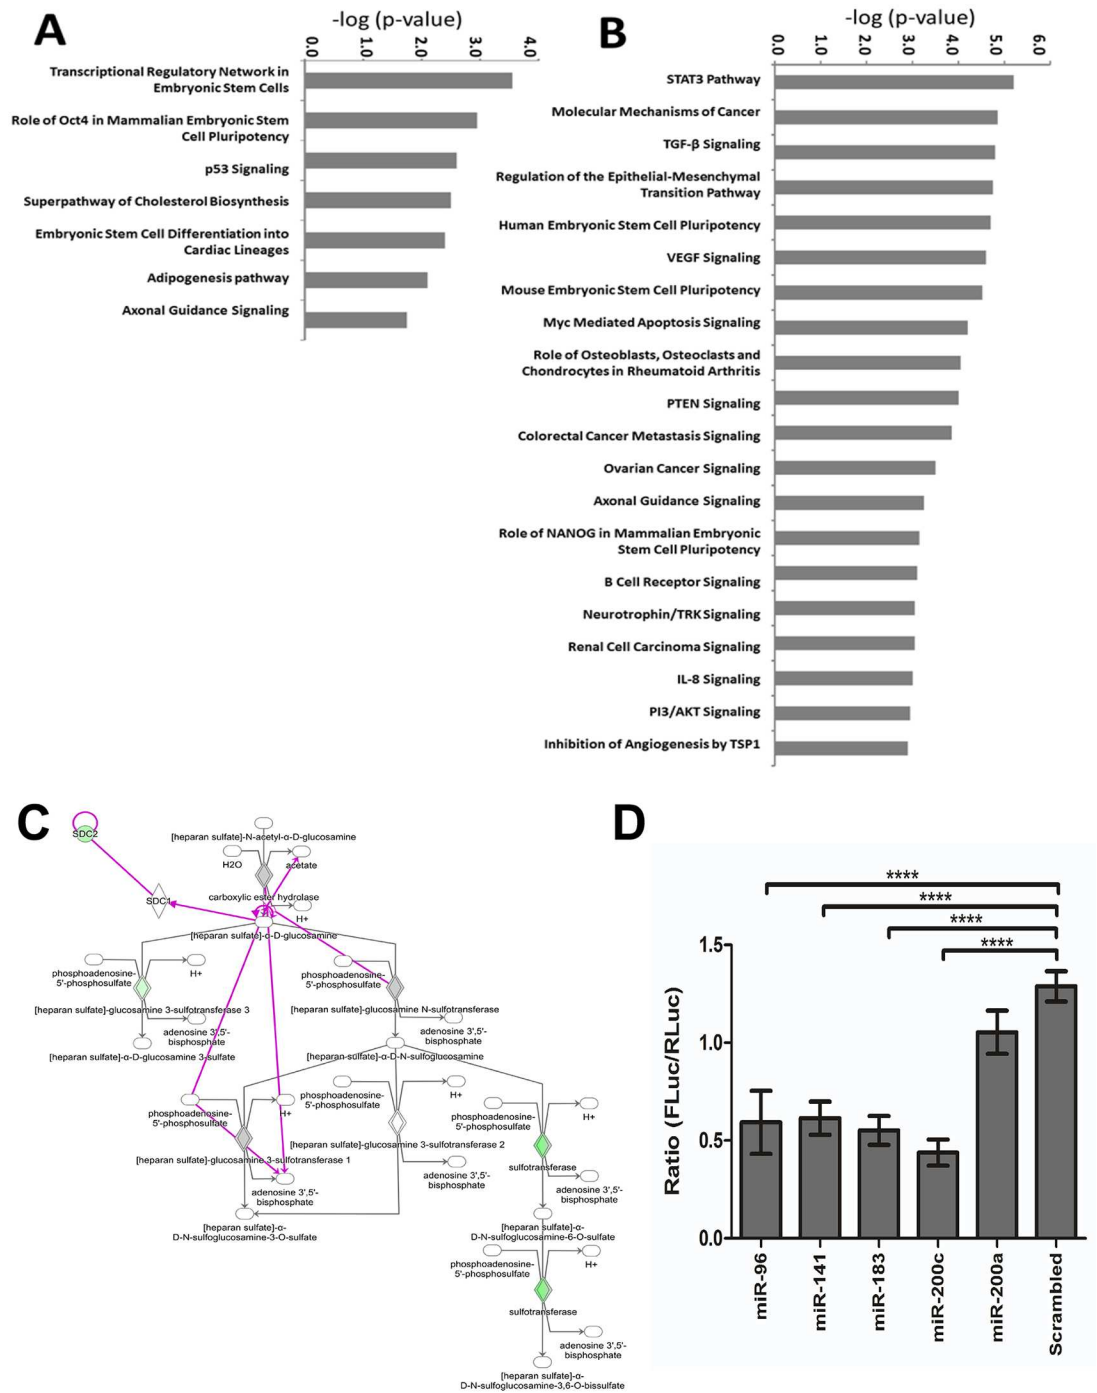 A
-log (p-value)
0.0
1.0
2.0
3.0
4.0
Transcriptional Regulatory Network in
Embryonic Stem Cells
Role of Oct4 in Mammalian Embryonic Stem
Cell Pluripotency
p53 Signaling
Superpathway of Cholesterol Biosynthesis
Embryonic Stem Cell Differentiation into
Cardiac Lineages
Adipogenesis pathway
Axonal Guidance Signaling
B
-log (p-value)
0.0
1.0
2.0
3.0
4.0
5.0
6.0
STAT3 Pathway
Molecular Mechanisms of Cancer
TGF-β Signaling
Regulation of the Epithelial-Mesenchymal
Transition Pathway
Human Embryonic Stem Cell Pluripotency
VEGF Signaling
Mouse Embryonic Stem Cell Pluripotency
Myc Mediated Apoptosis Signaling
Role of Osteoblasts, Osteoclasts and
Chondrocytes in Rheumatoid Arthritis
PTEN Signaling
Colorectal Cancer Metastasis Signaling
Ovarian Cancer Signaling
Axonal Guidance Signaling
Role of NANOG in Mammalian Embryonic
Stem Cell Pluripotency
B Cell Receptor Signaling
Neurotrophin/TRK Signaling
Renal Cell Carcinoma Signaling
IL-8 Signaling
PI3/AKT Signaling
Inhibition of Angiogenesis by TSP1
C
SDC2
[heparan sulfate]-N-acetyl-α-D-glucosamine
H2O
acetate
SDC1
carboxylic ester hydrolase
H+
[heparan sulfate]-α-D-glucosamine
phosphoadenosine-
5'-phosphosulfate
H+
phosphoadenosine-
5'-phosphosulfate
[heparan sulfate]-glucosamine 3-sulfotransferase 3
[heparan sulfate]-glucosamine N-sulfotransferase
adenosine 3',5'-
bisphosphate
adenosine 3',5'-
bisphosphate
[heparan sulfate]-α-D-glucosamine 3-sulfate
[heparan sulfate]-α-D-N-sulfoglucosamine
phosphoadenosine-
5'-phosphosulfate
H+
phosphoadenosine-
5'-phosphosulfate
H+
phosphoadenosine-
5'-phosphosulfate
H+
[heparan sulfate]-glucosamine 3-sulfotransferase 2
[heparan sulfate]-glucosamine 3-sulfotransferase 1
sulfotransferase
adenosine 3',5'-
bisphosphate
adenosine 3',5'-
bisphosphate
adenosine 3',5'-
bisphosphate
[heparan sulfate]-α-
D-N-sulfoglucosamine-3-O-sulfate
[heparan sulfate]-α-
D-N-sulfoglucosamine-6-O-sulfate
phosphoadenosine-
5'-phosphosulfate
H+
sulfotransferase
adenosine 3',5'-
bisphosphate
[heparan sulfate]-α-
D-N-sulfoglucosamine-3,6-O-bissulfate
D
****
****
****
****
Ratio (FLuc/RLuc)
1.5
1.0
0.5
0.0
miR-96
miR-141
miR-183
miR-200c
miR-200a
Scrambled